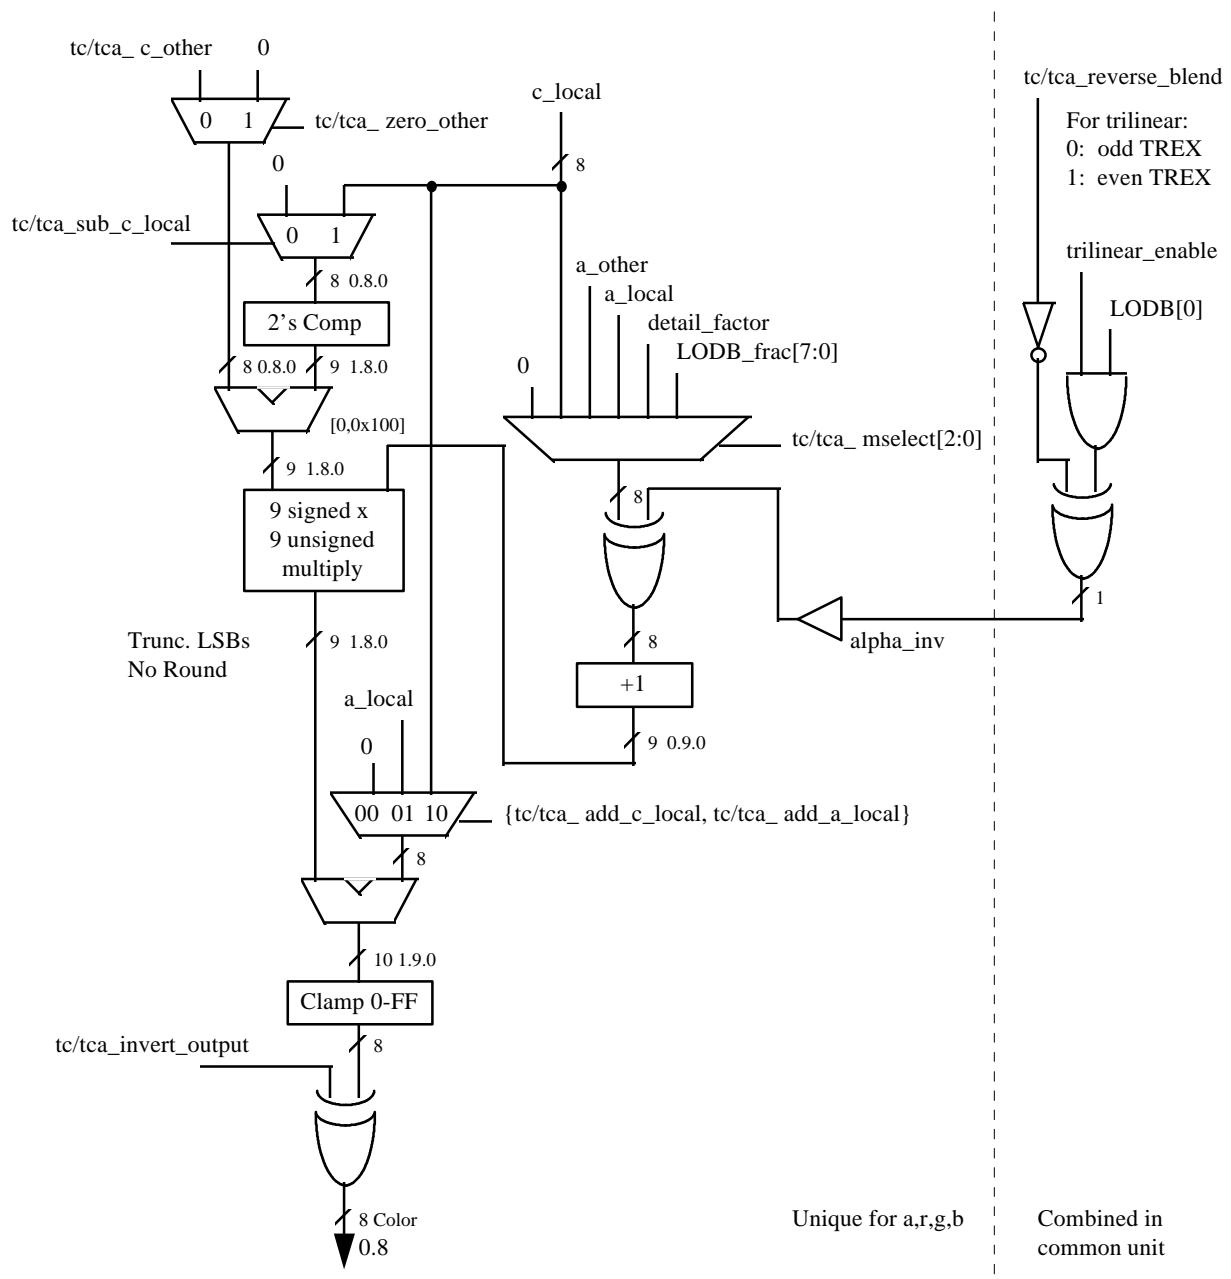 tc/tca_ c_other
0
tc/tca_reverse_blend
c_local
0 1
tc/tca_ zero_other
For trilinear:
0: odd TREX
1: even TREX
8
0
tc/tca_sub_c_local
0 1
trilinear_enable
a_other
8 0.8.0
a_local
LODB[0]
2's Comp
detail_factor
LODB_frac[7:0]
8 0.8.0
9 1.8.0
0
[0,0x100]
tc/tca_ mselect[2:0]
9 1.8.0
8
9 signed x
9 unsigned
multiply
1
Trunc. LSBs
No Round
9 1.8.0
8
alpha_inv
+1
a_local
0
9 0.9.0
00 01 10
{tc/tca_ add_c_local, tc/tca_ add_a_local}
8
10 1.9.0
Clamp 0-FF
tc/tca_invert_output
8
8 Color
0.8
Unique for a,r,g,b
Combined in
common unit